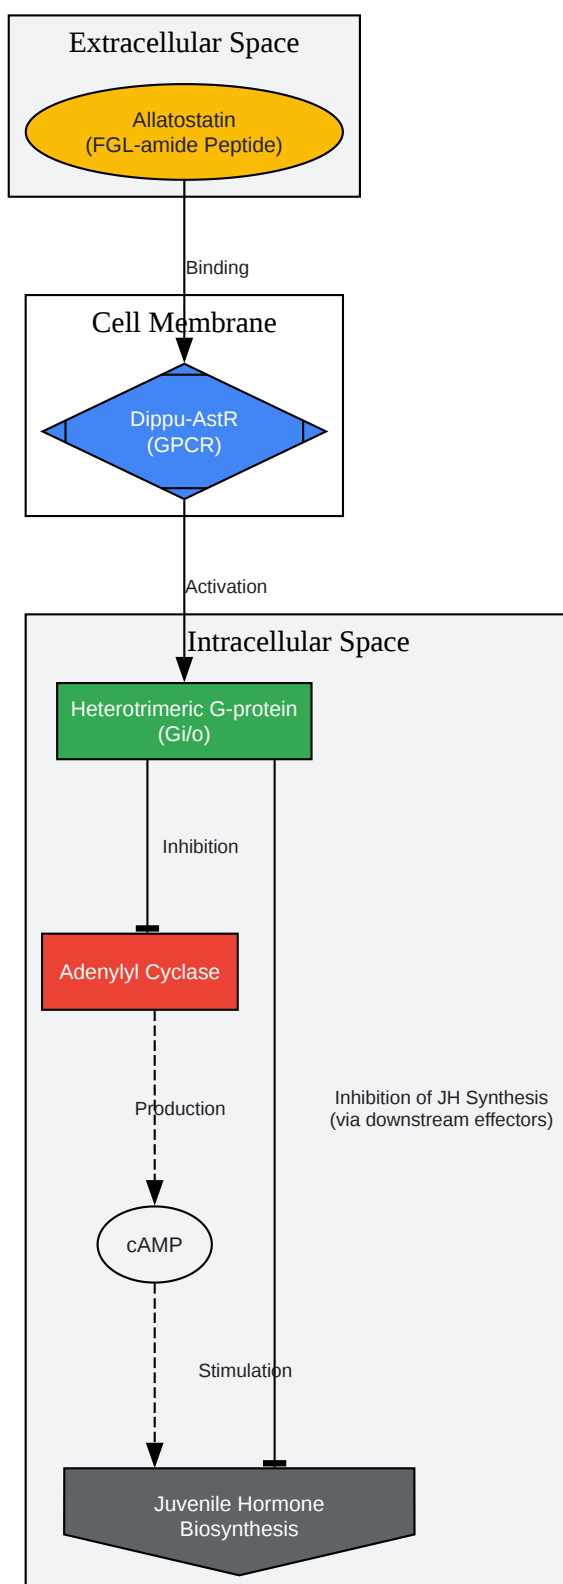 Extracellular Space
Allatostatin
(FGL-amide Peptide)
Binding
Cell Membrane
Dippu-AstR
(GPCR)
Activation
Intracellular Space
Heterotrimeric G-protein
(Gi/o)
Inhibition
Adenylyl Cyclase
Production
Inhibition of JH Synthesis
(via downstream effectors)
cAMP
Stimulation
Juvenile Hormone
Biosynthesis